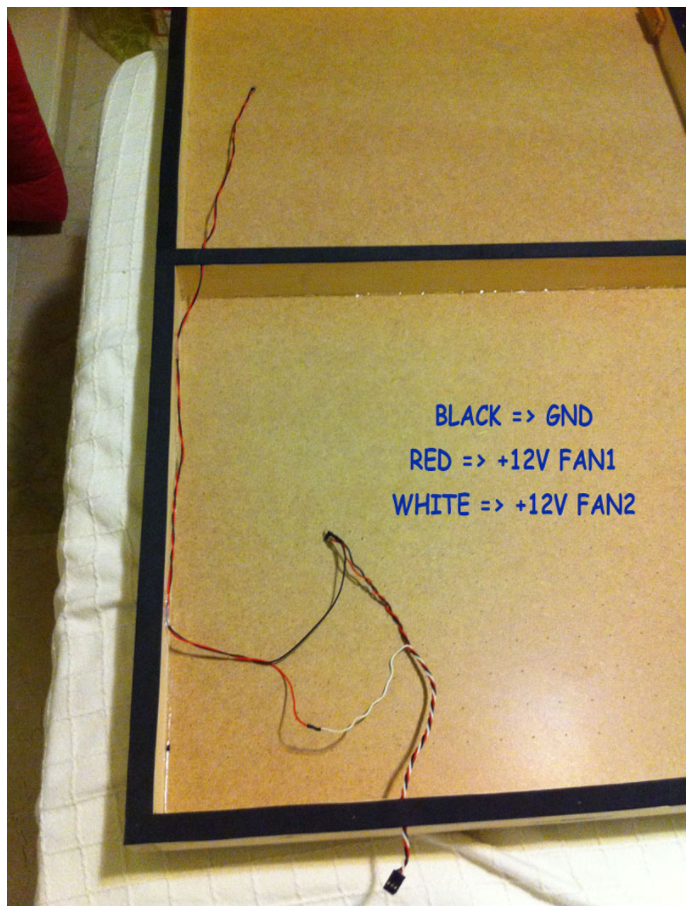 BLACK => GND
RED => +12V FAN1
WHITE => +12V FAN2